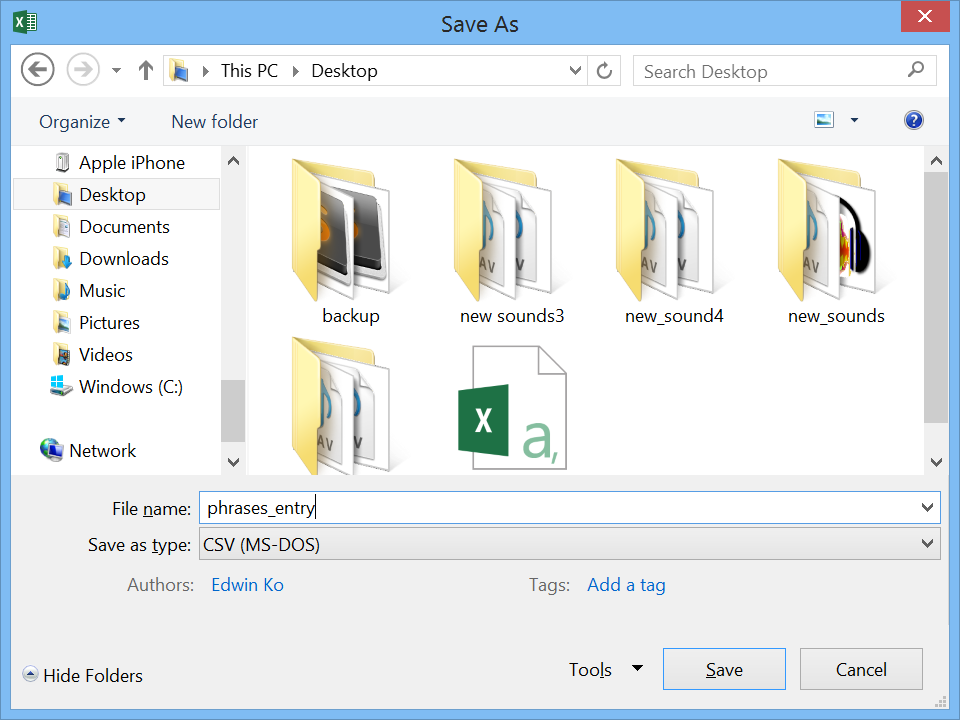 Save As
This PC
Desktop
Search Desktop
Organize
New folder
Apple iPhone
Desktop
Documents
Downloads
Music
Pictures
Videos
Windows (C:)
Network
backup
new sounds3
new_sound4
new_sounds
File name: phrases_entry
Save as type: CSV (MS-DOS)
Authors: Edwin Ko
Tags: Add a tag
Hide Folders
Tools
Save
Cancel